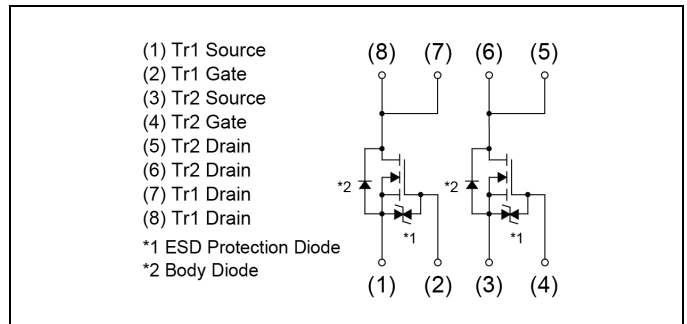 (1) Tr1 Source
(2) Tr1 Gate
(3) Tr2 Source
(4) Tr2 Gate
(5) Tr2 Drain
(6) Tr2 Drain
(7) Tr1 Drain
(8) Tr1 Drain
*1 ESD Protection Diode
*2 Body Diode
(8) (7) (6) (5)
*2 *2
*1 *1
(1) (2) (3) (4)